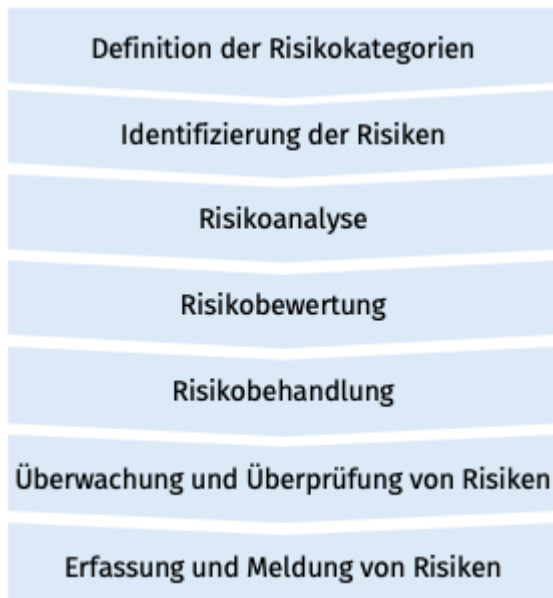 Definition der Risikokategorien
Identifizierung der Risiken
Risikoanalyse
Risikobewertung
Risikobehandlung
Überwachung und Überprüfung von Risiken
Erfassung und Meldung von Risiken